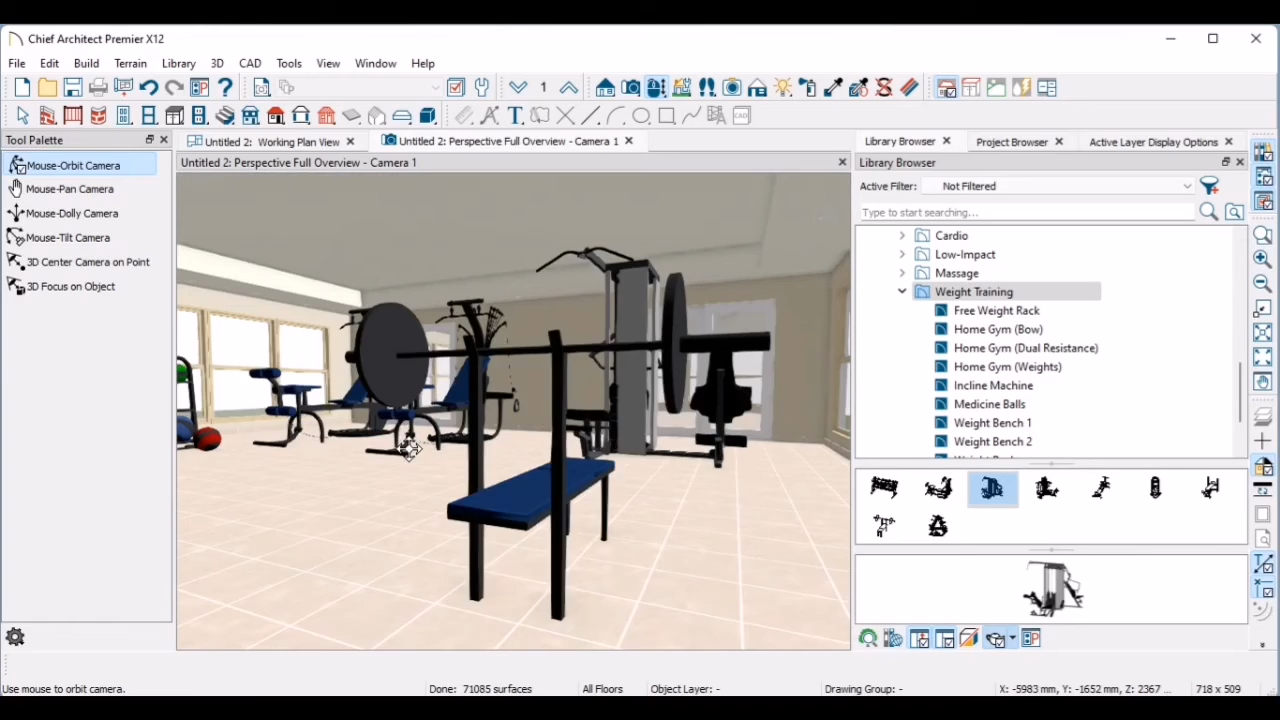 Chief Architect Premier X12
File Edit Build Terrain Library 3D CAD Tools View Window Help
1
Tool Palette
Untitled 2: Working Plan View
Untitled 2: Perspective Full Overview - Camera 1
Library Browser
Project Browser
Active Layer Display Options
Untitled 2: Perspective Full Overview - Camera 1
Library Browser
Mouse-Orbit Camera
Mouse-Pan Camera
Mouse-Dolly Camera
Mouse-Tilt Camera
3D Center Camera on Point
3D Focus on Object
Active Filter: Not Filtered
Type to start searching...
Cardio
Low-Impact
Massage
Weight Training
Free Weight Rack
Home Gym (Bow)
Home Gym (Dual Resistance)
Home Gym (Weights)
Incline Machine
Medicine Balls
Weight Bench 1
Weight Bench 2
Use mouse to orbit camera.
Done: 71085 surfaces
All Floors
Object Layer: -
Drawing Group: -
X: -5983 mm, Y: -1652 mm, Z: 2367 ...
718 x 509